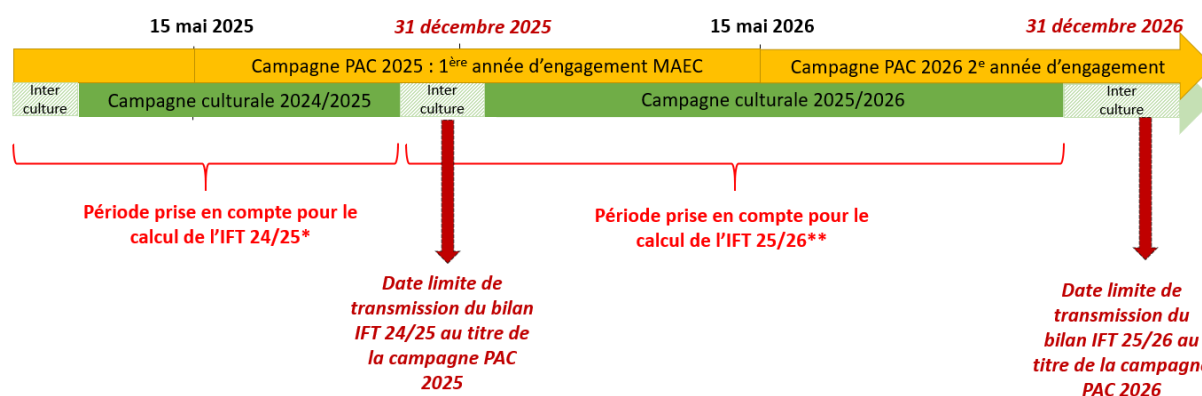 15 mai 2025
31 décembre 2025
15 mai 2026
31 décembre 2026
Campagne PAC 2025 : 1ère année d'engagement MAEC
Campagne PAC 2026 2e année d'engagement
Inter
culture
Campagne culturale 2024/2025
Inter
culture
Campagne culturale 2025/2026
Inter
culture
Période prise en compte pour le
calcul de l'IFT 24/25*
Période prise en compte pour le
calcul de l'IFT 25/26**
Date limite de
transmission du bilan
IFT 24/25 au titre de
la campagne PAC
2025
Date limite de
transmission du
bilan IFT 25/26 au
titre de la campagne
PAC 2026